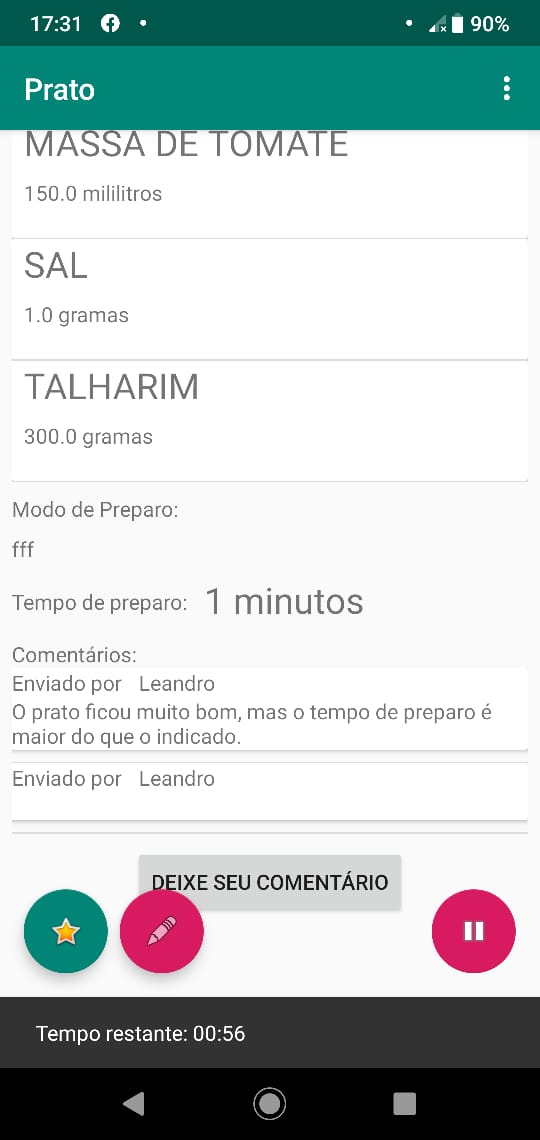 17:31
90%
Prato
MASSA DE TOMATE
150.0 mililitros
SAL
1.0 gramas
TALHARIM
300.0 gramas
Modo de Preparo:
fff
Tempo de preparo: 1 minutos
Comentários:
Enviado por Leandro
O prato ficou muito bom, mas o tempo de preparo é
maior do que o indicado.
Enviado por Leandro
DEIXE SEU COMENTÁRIO
Tempo restante: 00:56